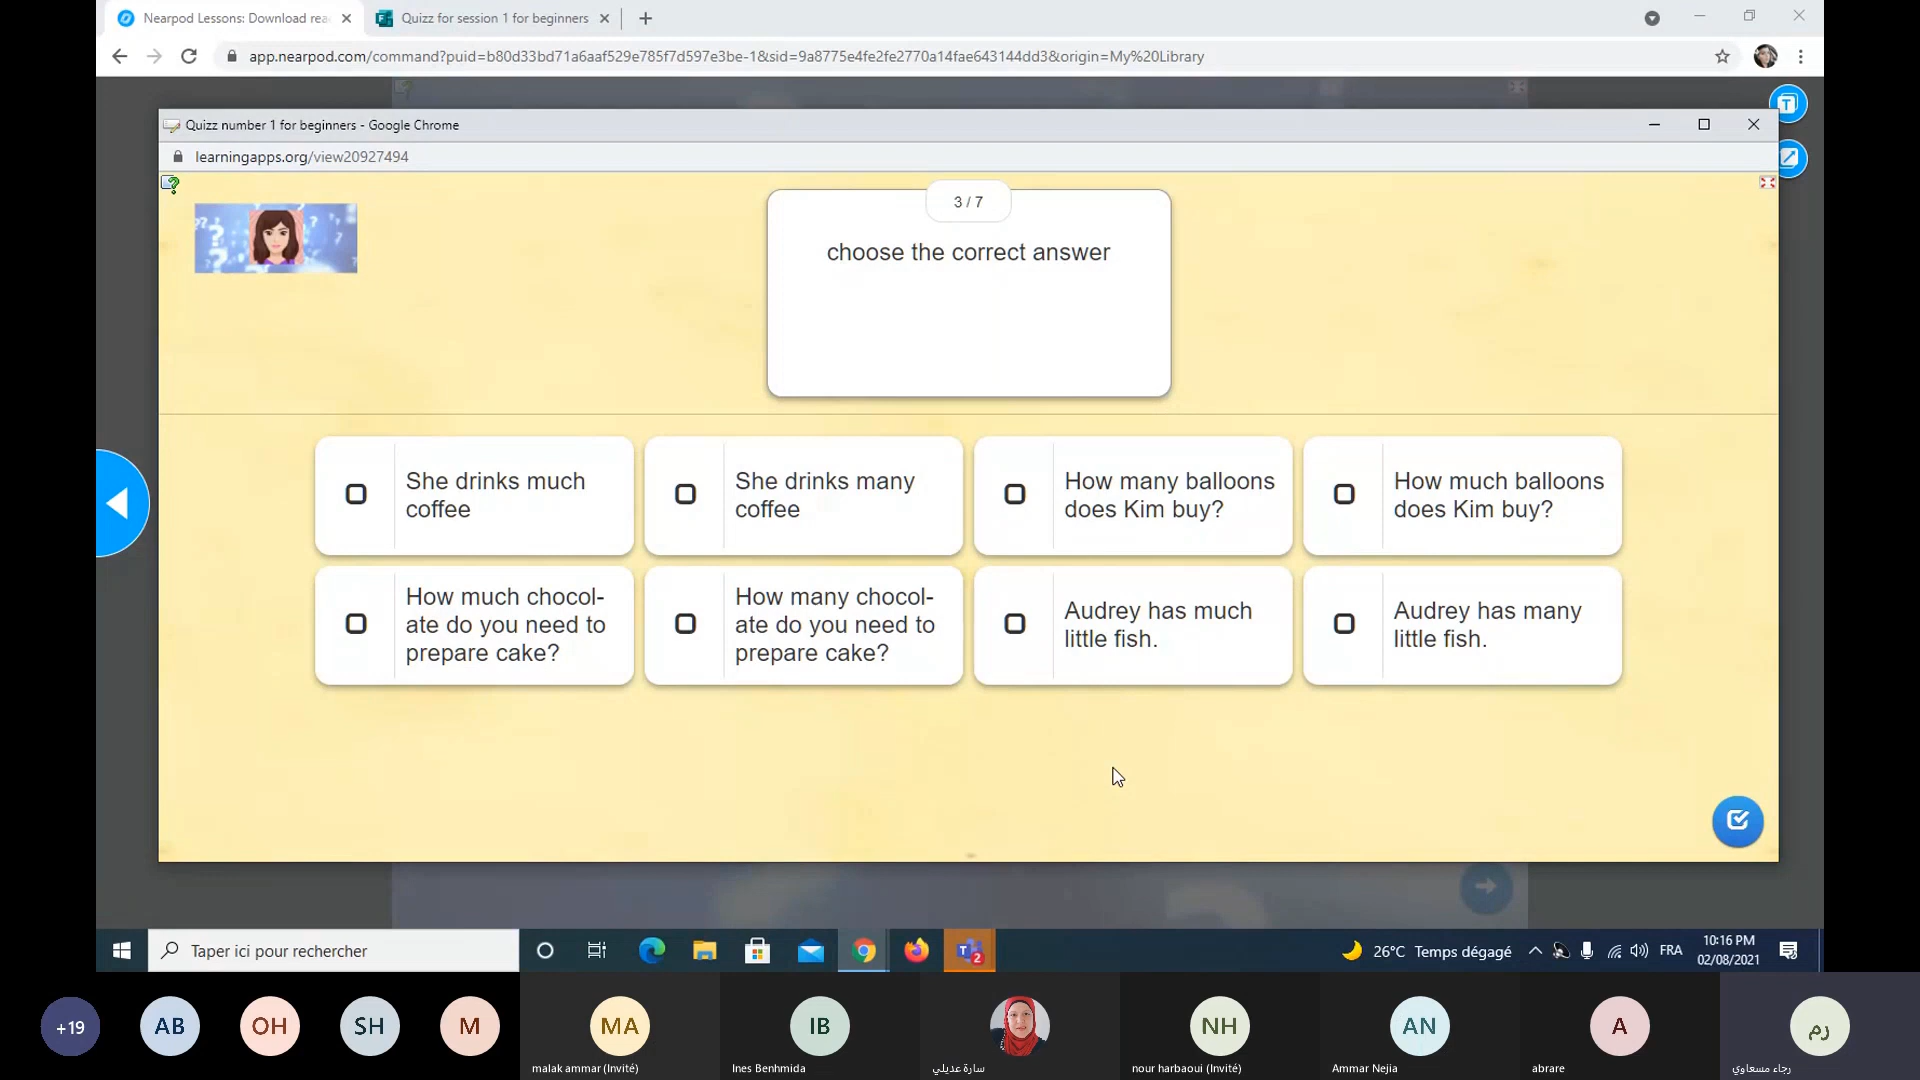 Nearpod Lessons: Download rea
Quizz for session 1 for beginners
app.nearpod.com/command?puid=b80d33bd71a6aaf529e785f7d597e3be-1&sid=9a8775e4fe2fe2770a14fae643144dd3&origin=My%20Library
T
Quizz number 1 for beginners - Google Chrome
learningapps.org/view20927494
3 / 7
choose the correct answer
She drinks much
coffee
She drinks many
coffee
How many balloons
does Kim buy?
How much balloons
does Kim buy?
How much chocol-
ate do you need to
prepare cake?
How many chocol-
ate do you need to
prepare cake?
Audrey has much
little fish.
Audrey has many
little fish.
Taper ici pour rechercher
2
26°C Temps dégagé
FRA
10:16 PM
02/08/2021
+19
AB
OH
SH
M
MA
IB
NH
AN
A
رم
malak ammar (Invité)
Ines Benhmida
سارة عديلي
nour harbaoui (Invité)
Ammar Nejia
abrare
رجاء مسعاوي